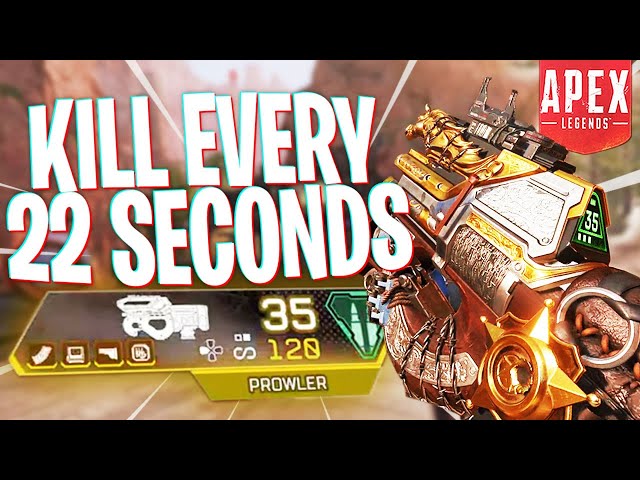 KILL EVERY
22 SECONDS
APEX
LEGENDS
35
35
120
PROWLER